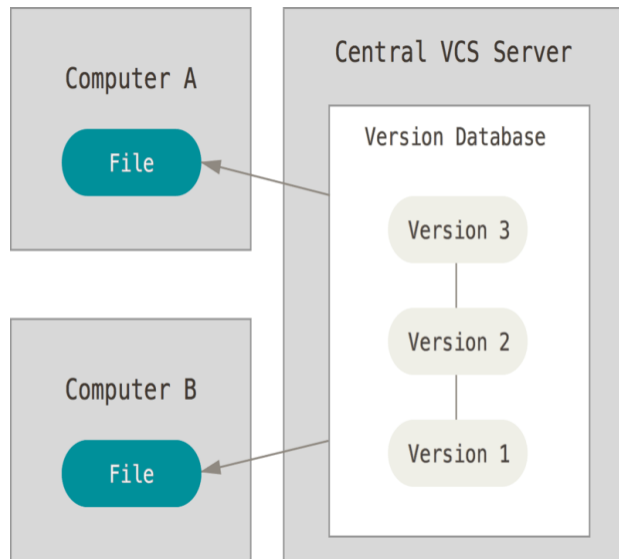 Computer A
File
Central VCS Server
Version Database
Version 3
Version 2
Version 1
Computer B
File